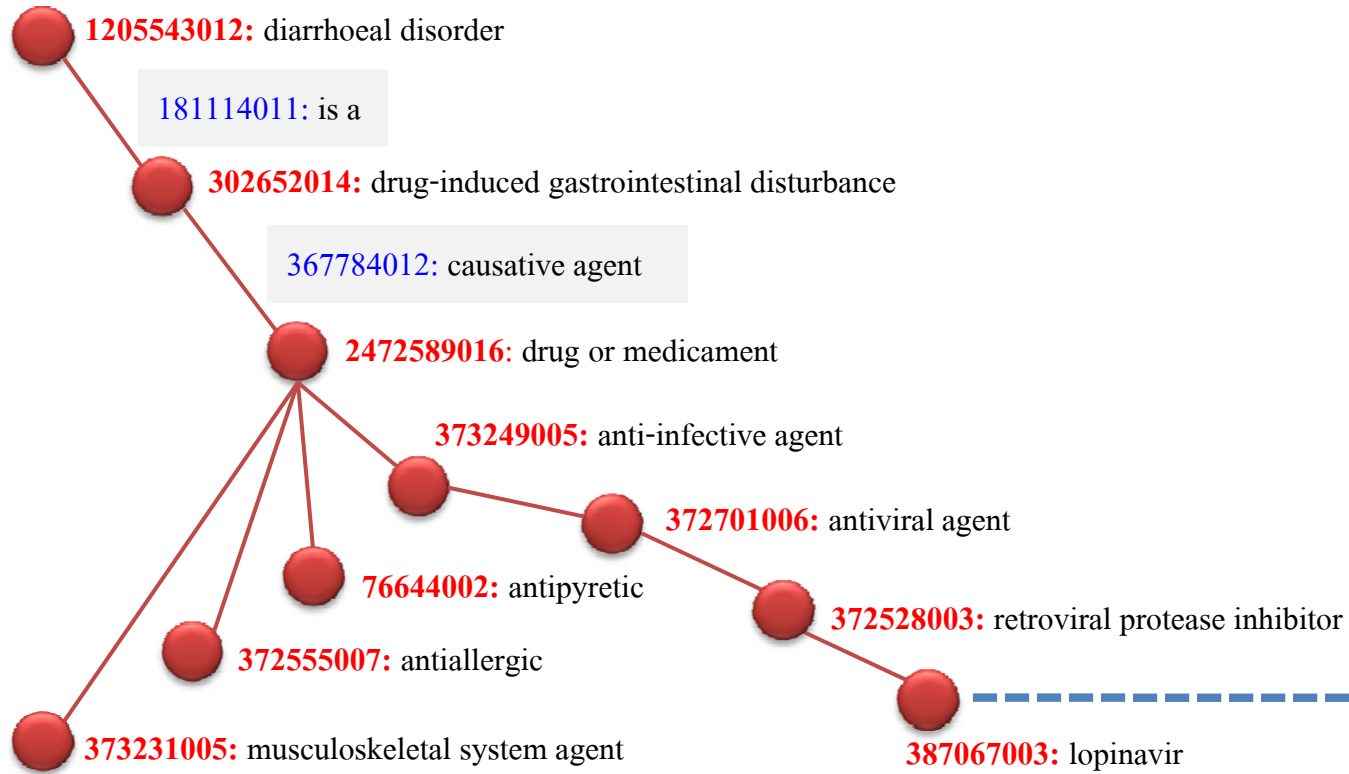 1205543012: diarrhoeal disorder
181114011: is a
302652014: drug-induced gastrointestinal disturbance
367784012: causative agent
2472589016: drug or medicament
373249005: anti-infective agent
372701006: antiviral agent
76644002: antipyretic
372528003: retroviral protease inhibitor
372555007: antiallergic
373231005: musculoskeletal system agent
387067003: lopinavir